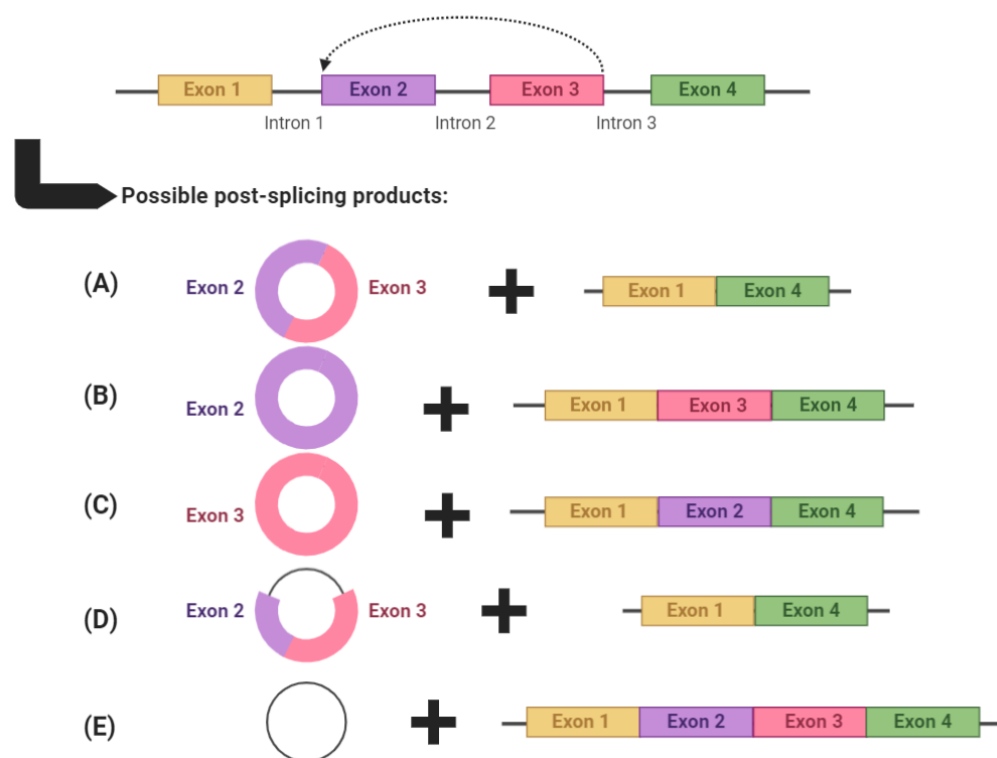 Exon 1 Exon 2 Exon 3 Exon 4
Intron 1 Intron 2 Intron 3
Possible post-splicing products:
(A) Exon 2 Exon 3 + Exon 1 Exon 4
(B) Exon 2 + Exon 1 Exon 3 Exon 4
(C) Exon 3 + Exon 1 Exon 2 Exon 4
(D) Exon 2 Exon 3 + Exon 1 Exon 4
(E) + Exon 1 Exon 2 Exon 3 Exon 4